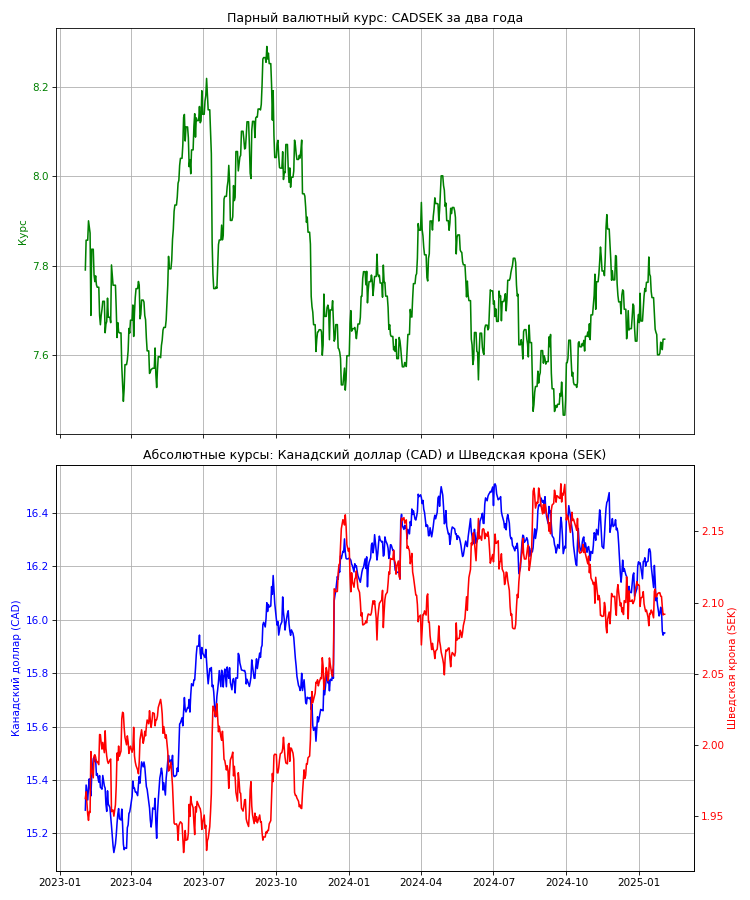 Парный валютный курс: CADSEK за два года
Курс
8.2
8.0
7.8
7.6
Абсолютные курсы: Канадский доллар (CAD) и Шведская крона (SEK)
Канадский доллар (CAD)
16.4
16.2
16.0
15.8
15.6
15.4
15.2
2.15
2.10
2.05
2.00
1.95
Шведская крона (SEK)
2023-01 2023-04 2023-07 2023-10 2024-01 2024-04 2024-07 2024-10 2025-01